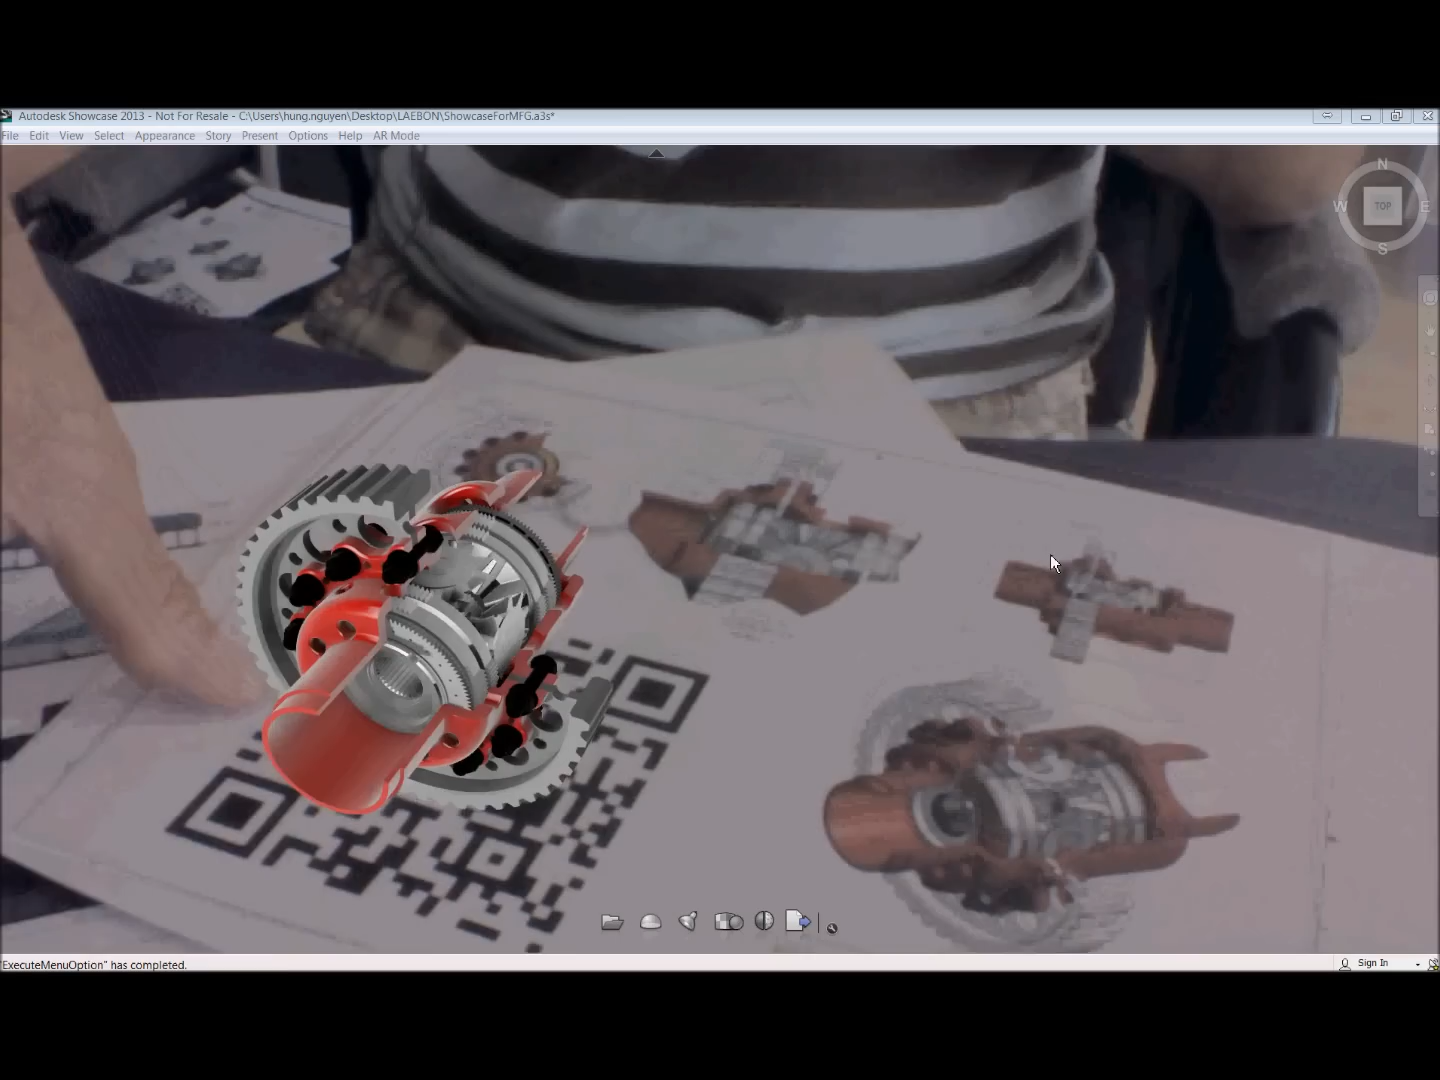 Autodesk Showcase 2013 - Not For Resale - C:\Users\hung.nguyen\Desktop\LAEBON\ShowcaseForMFG.a3s*
File Edit View Select Appearance Story Present Options Help AR Mode
N
W TOP E
S
ExecuteMenuOption" has completed.
Sign In